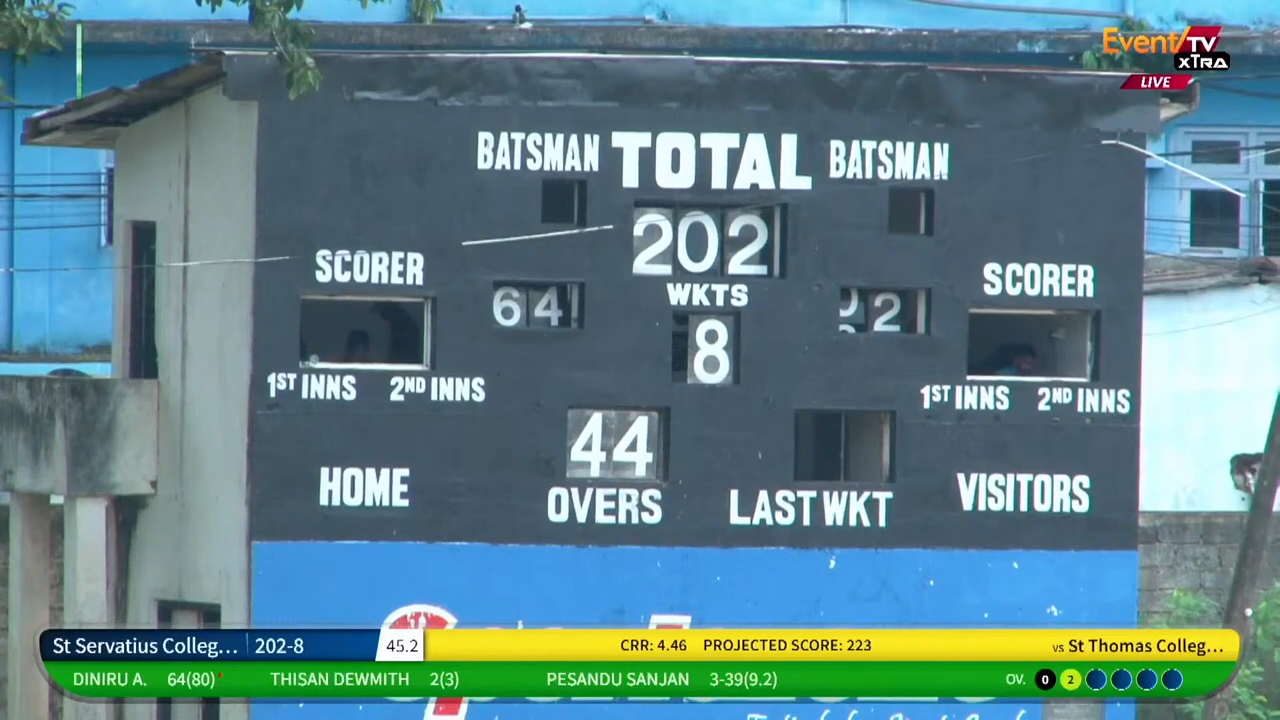 EventTV XTRA
LIVE
BATSMAN TOTAL BATSMAN
202
SCORER WKTS SCORER
64 8 2
1ST INNS 2ND INNS 1ST INNS 2ND INNS
44
HOME OVERS LAST WKT VISITORS
St Servatius Colleg... 202-8 45.2 CRR: 4.46 PROJECTED SCORE: 223 vs St Thomas Colleg...
DINIRU A. 64(80)* THISAN DEWMITH 2(3) PESANDU SANJAN 3-39(9.2) OV. 0 2